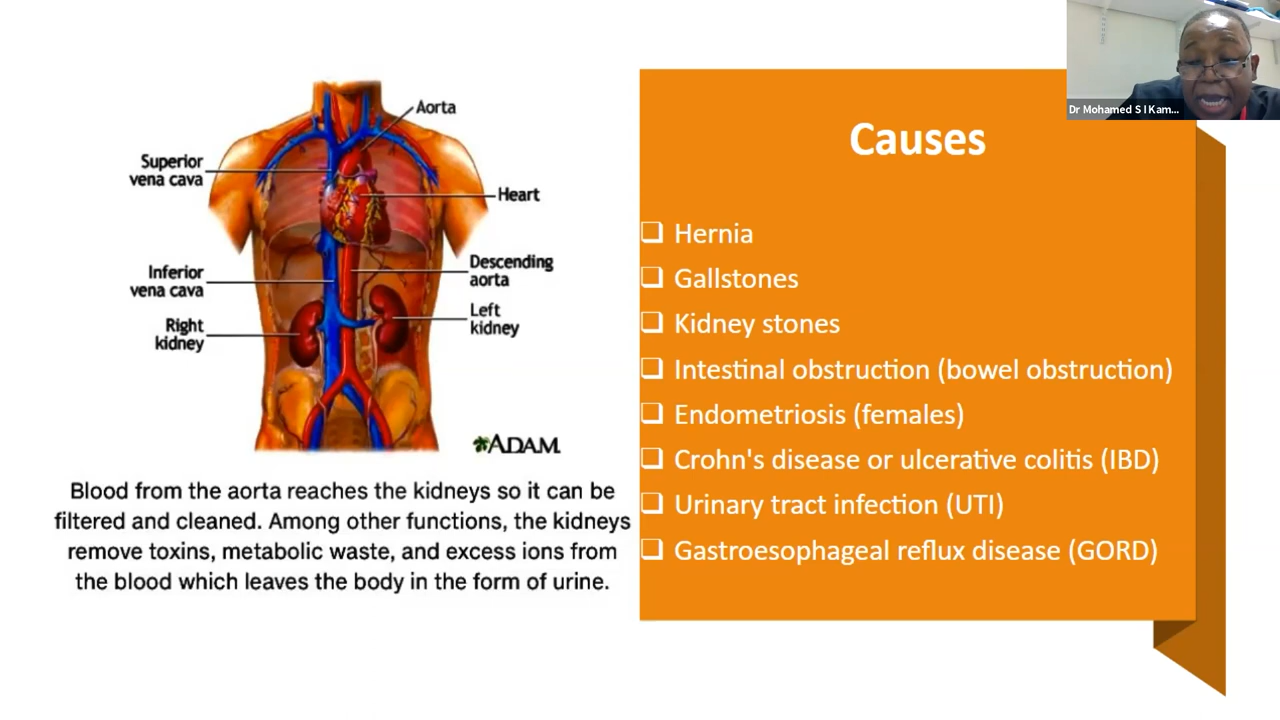 Dr Mohamed S I Kam...
Aorta
Superior
vena cava
Heart
Descending
aorta
Inferior
vena cava
Left
kidney
Right
kidney
ADAM
Blood from the aorta reaches the kidneys so it can be
filtered and cleaned. Among other functions, the kidneys
remove toxins, metabolic waste, and excess ions from
the blood which leaves the body in the form of urine.
Causes
❑ Hernia
❑ Gallstones
❑ Kidney stones
❑ Intestinal obstruction (bowel obstruction)
❑ Endometriosis (females)
❑ Crohn's disease or ulcerative colitis (IBD)
❑ Urinary tract infection (UTI)
❑ Gastroesophageal reflux disease (GORD)